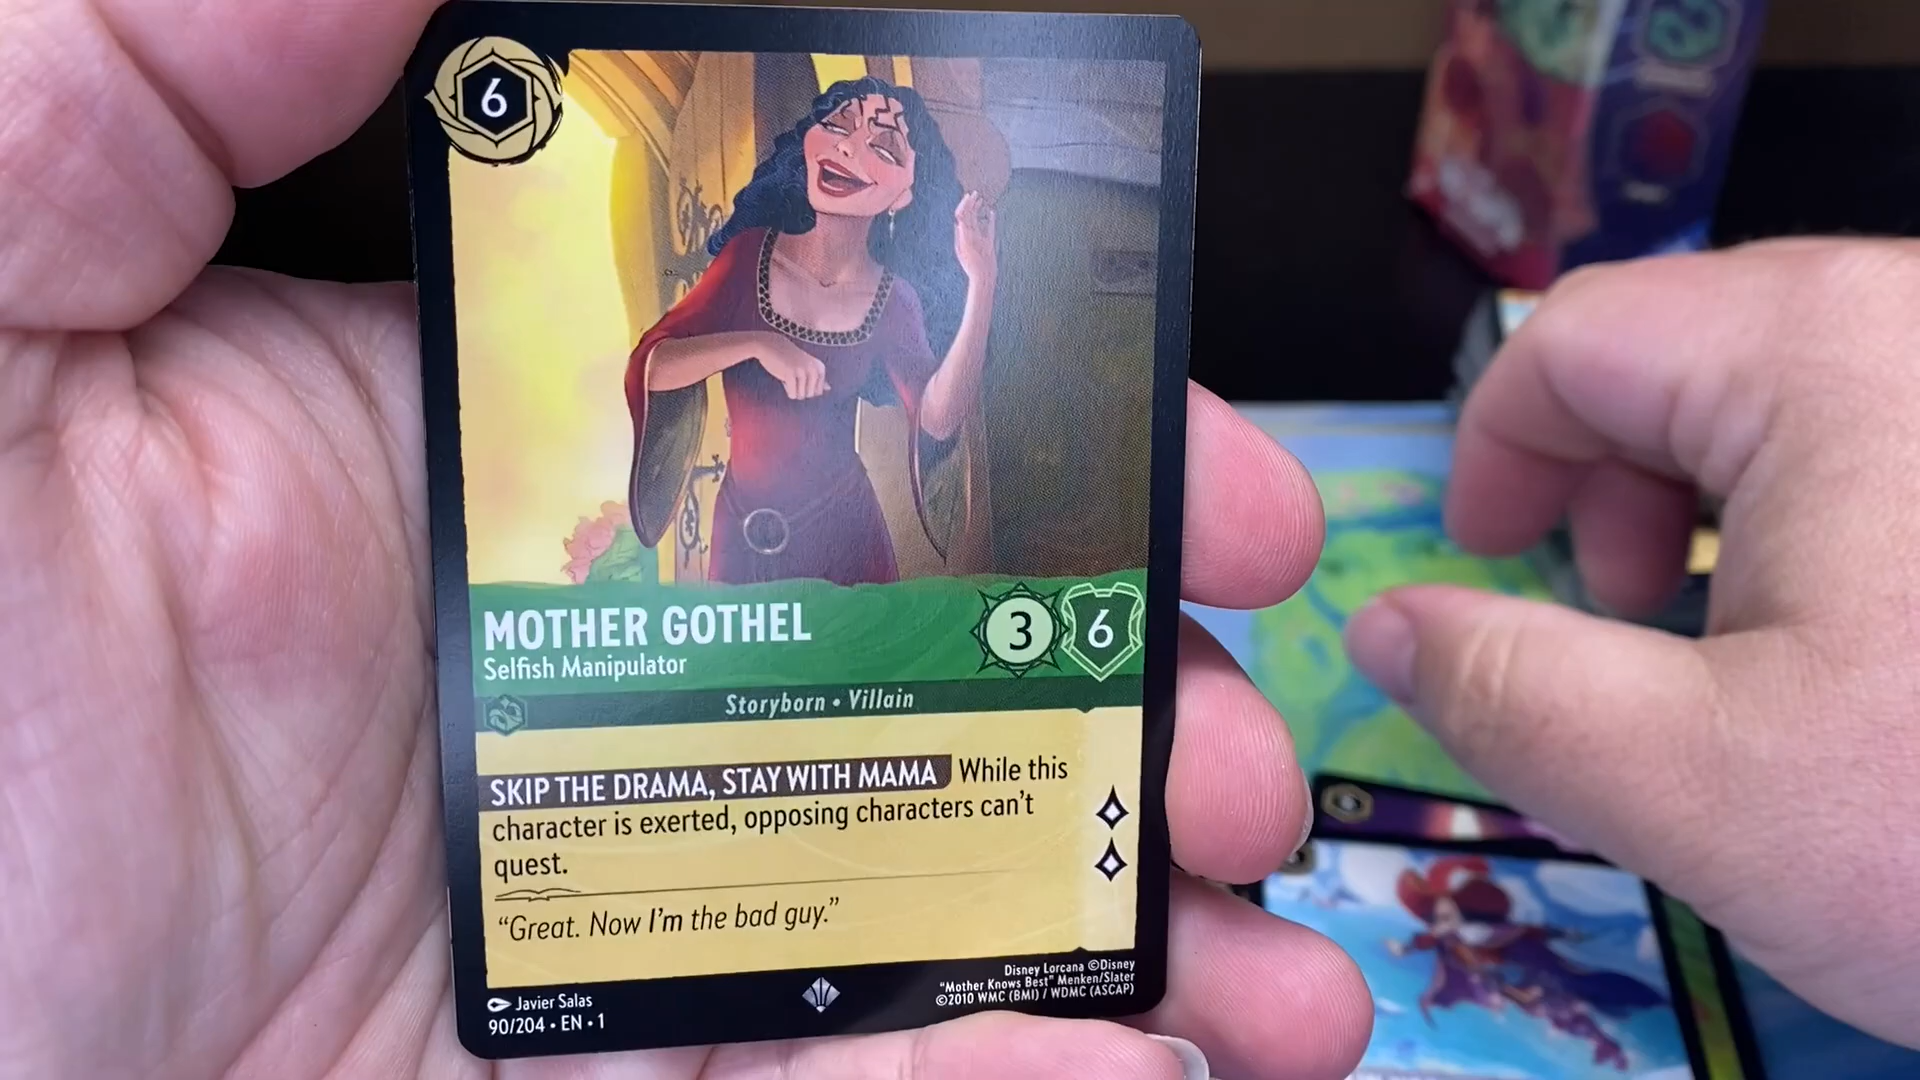 6
MOTHER GOTHEL
Selfish Manipulator
3
6
Storyborn • Villain
SKIP THE DRAMA, STAY WITH MAMA While this
character is exerted, opposing characters can't
quest.
“Great. Now I'm the bad guy.”
Javier Salas
90/204 • EN • 1
Disney Lorcana ©Disney
“Mother Knows Best” Menken/Slater
©2010 WMC (BMI) / WDMC (ASCAP)